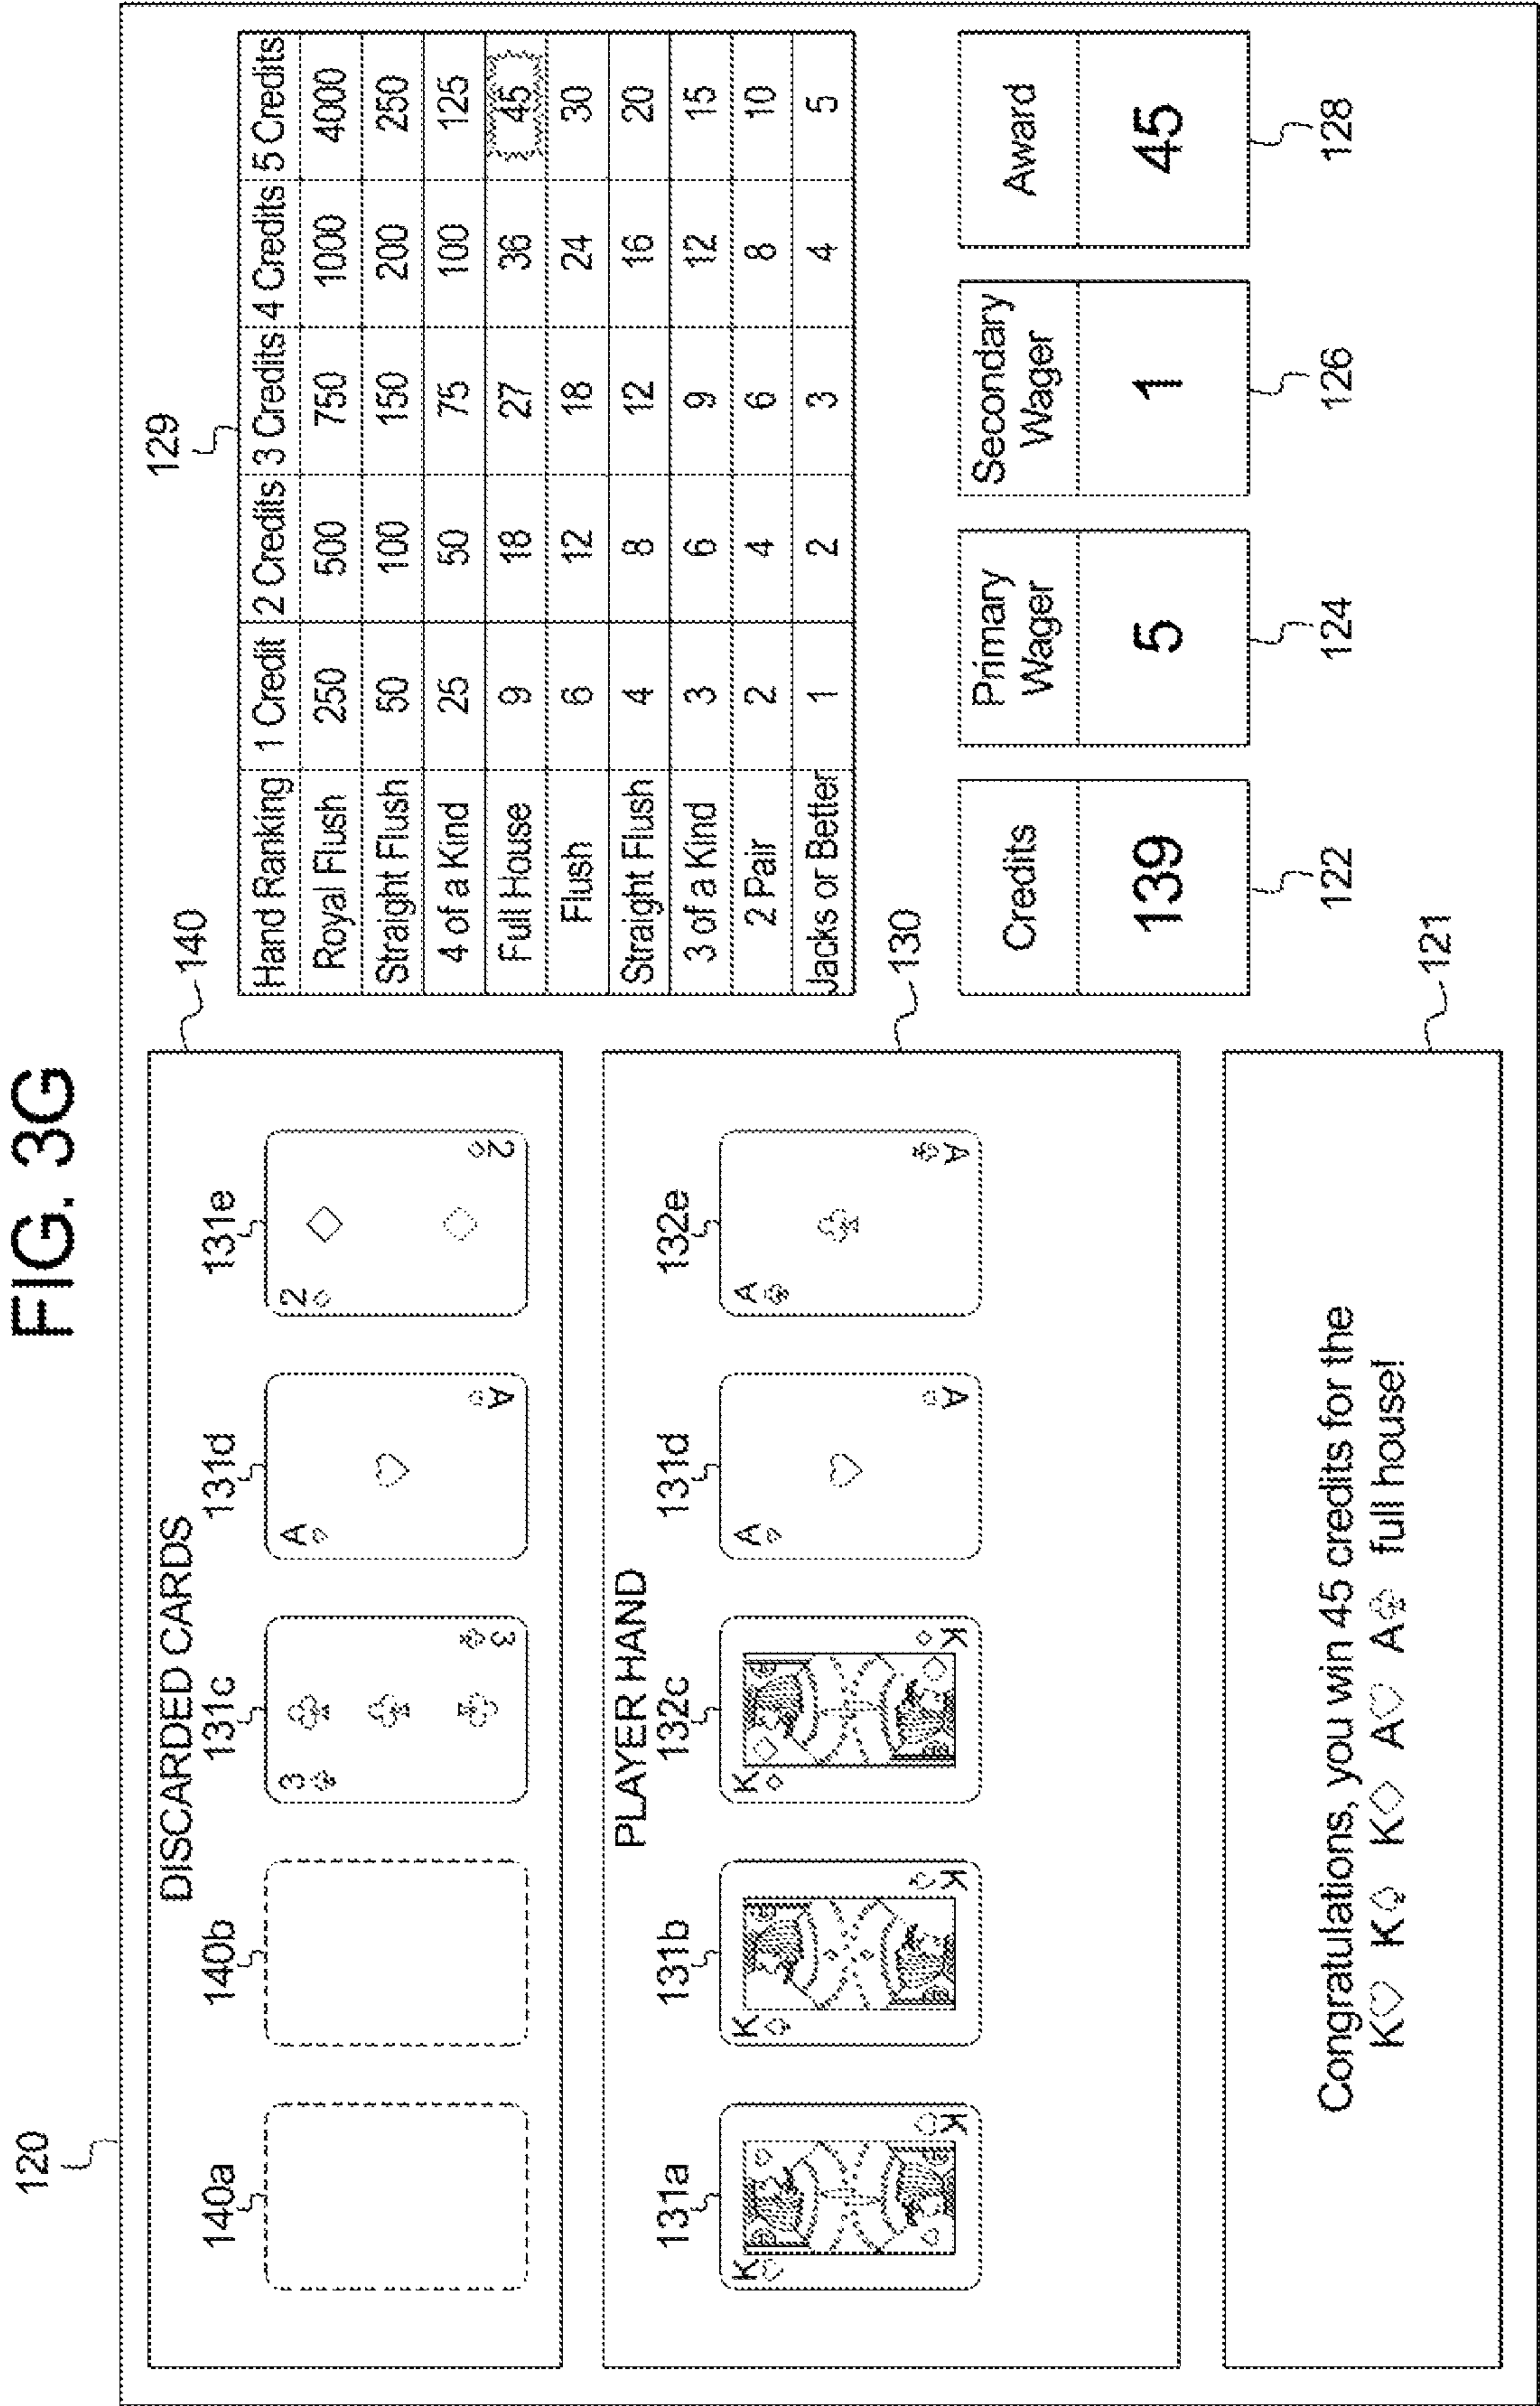 FIG. 3G
120
DISCARDED CARDS
140
140a 140b 131c 131d 131e
3 A 2
3 A 2
PLAYER HAND
130
131a 131b 132c 131d 132e
K K K A A
K K K A A
121
Congratulations, you win 45 credits for the
K♡ K♤ K♢ A♡ A♧ full house!
129
Hand Ranking 1 Credit 2 Credits 3 Credits 4 Credits 5 Credits
Royal Flush 250 500 750 1000 4000
Straight Flush 50 100 150 200 250
4 of a Kind 25 50 75 100 125
Full House 9 18 27 36 45
Flush 6 12 18 24 30
Straight Flush 4 8 12 16 20
3 of a Kind 3 6 9 12 15
2 Pair 2 4 6 8 10
Jacks or Better 1 2 3 4 5
Credits
139
122
Primary
Wager
5
124
Secondary
Wager
1
126
Award
45
128